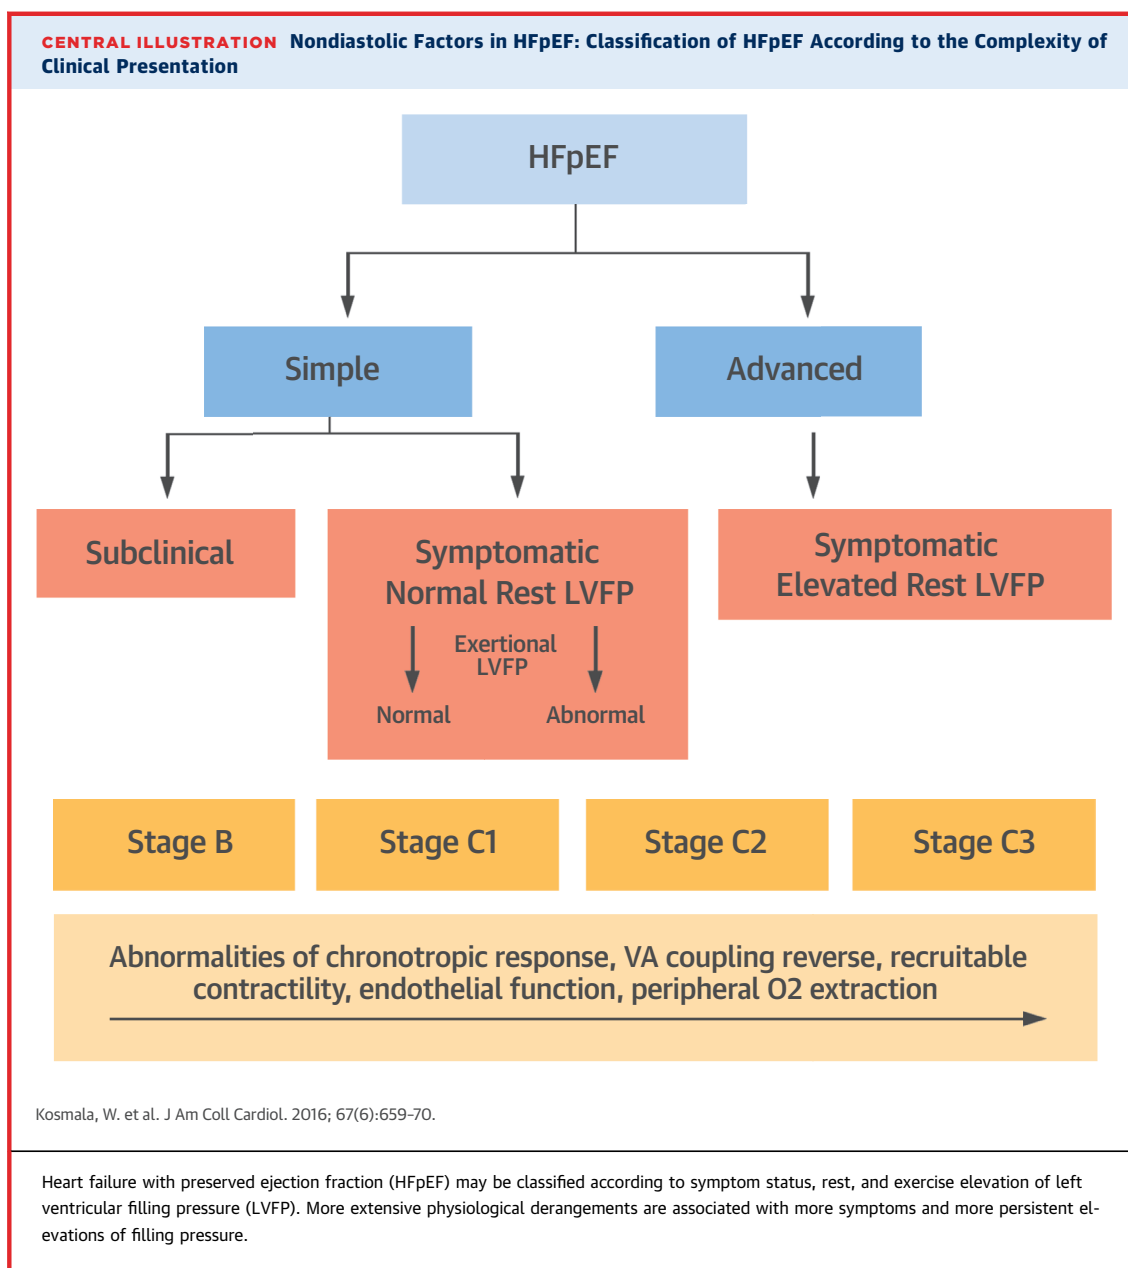 CENTRAL ILLUSTRATION Nondiastolic Factors in HFpEF: Classification of HFpEF According to the Complexity of
Clinical Presentation
HFpEF
Simple
Advanced
Subclinical
Symptomatic
Normal Rest LVFP
Exertional
LVFP
Normal
Abnormal
Symptomatic
Elevated Rest LVFP
Stage B
Stage C1
Stage C2
Stage C3
Abnormalities of chronotropic response, VA coupling reverse, recruitable
contractility, endothelial function, peripheral O2 extraction
Kosmala, W. et al. J Am Coll Cardiol. 2016; 67(6):659-70.
Heart failure with preserved ejection fraction (HFpEF) may be classified according to symptom status, rest, and exercise elevation of left
ventricular filling pressure (LVFP). More extensive physiological derangements are associated with more symptoms and more persistent el-
evations of filling pressure.